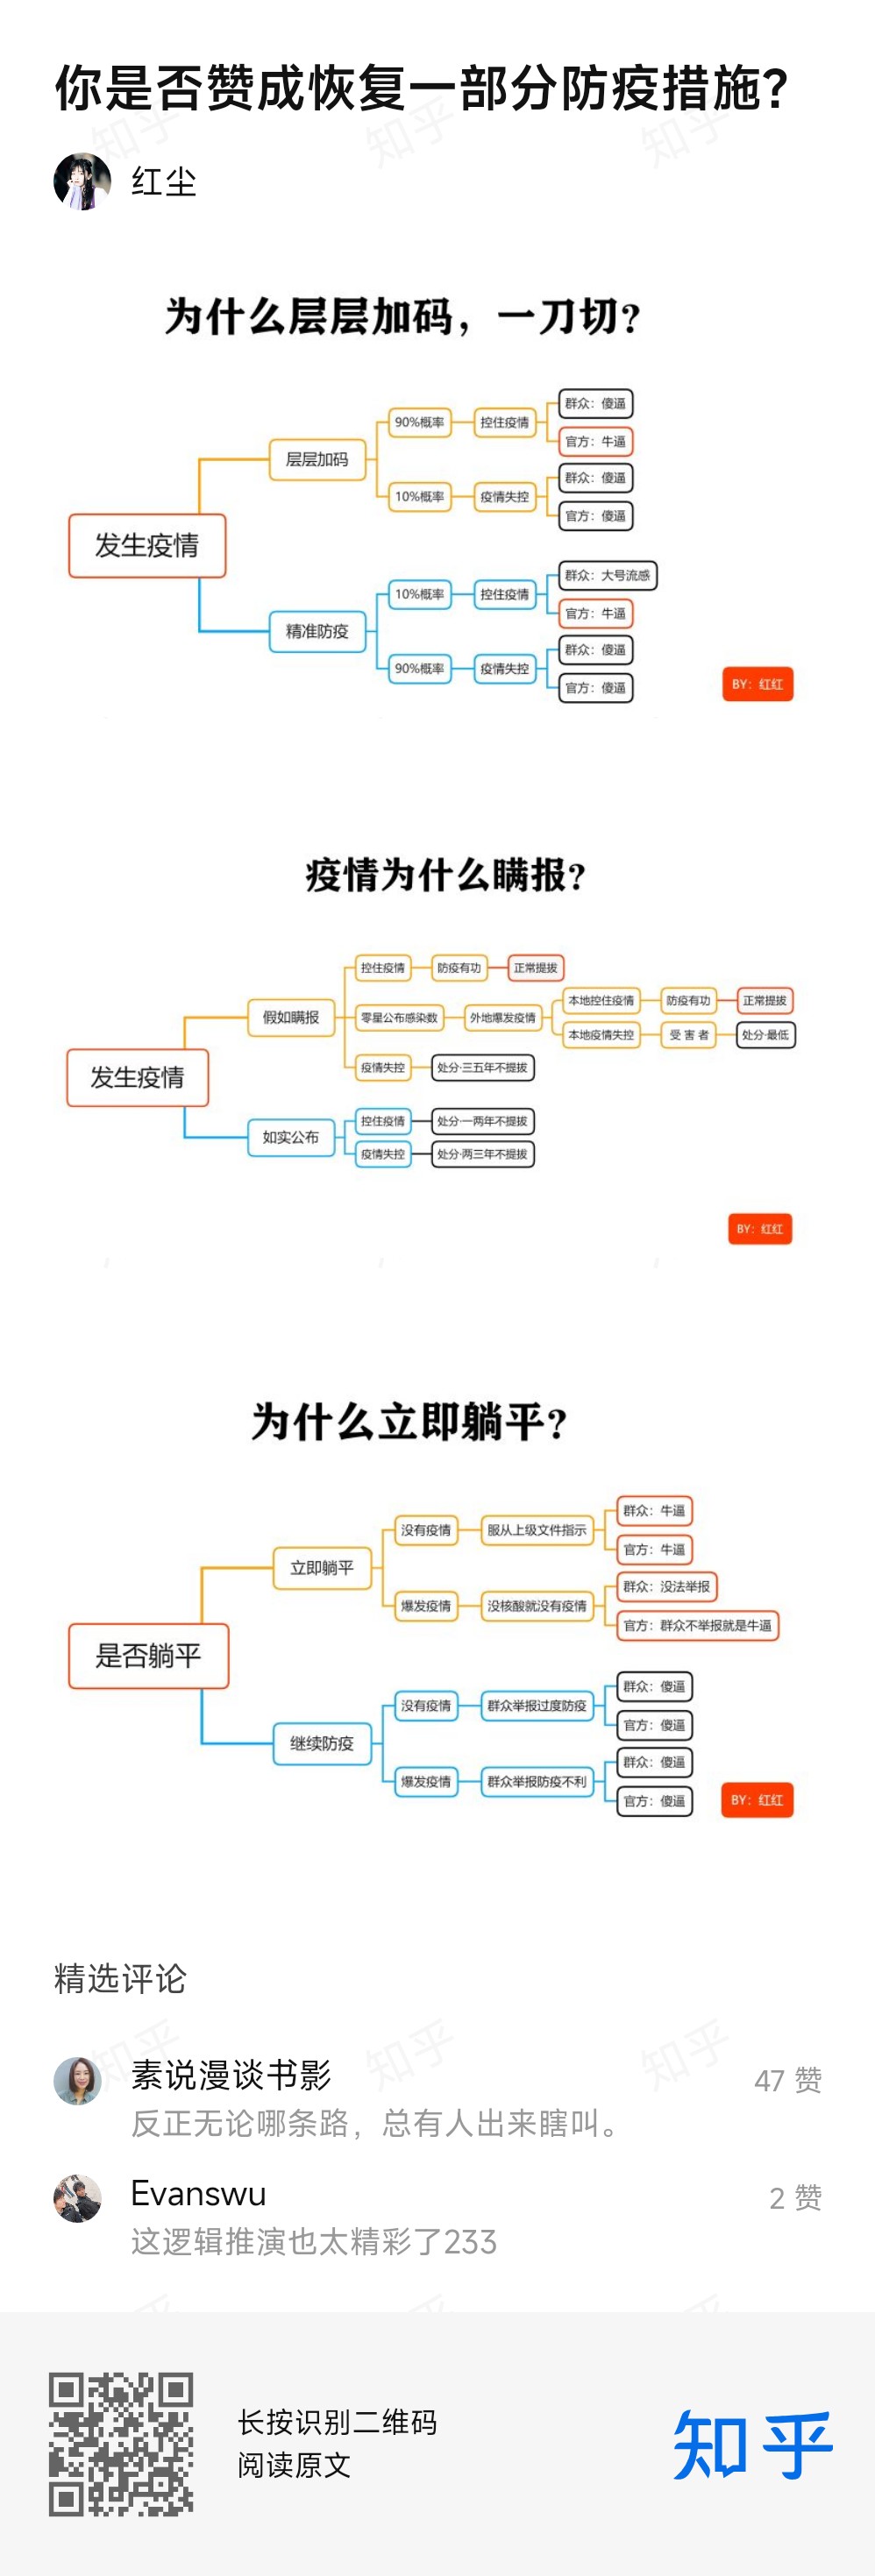 你是否赞成恢复一部分防疫措施？
红尘
为什么层层加码，一刀切？
发生疫情
层层加码
90%概率
控住疫情
群众：傻逼
官方：牛逼
10%概率
疫情失控
群众：傻逼
官方：傻逼
精准防疫
10%概率
控住疫情
群众：大号流感
官方：牛逼
90%概率
疫情失控
群众：傻逼
官方：傻逼
BY：红红
疫情为什么瞒报？
发生疫情
假如瞒报
控住疫情
防疫有功
正常提拔
零星公布感染数
外地爆发疫情
本地控住疫情
防疫有功
正常提拔
本地疫情失控
受 害 者
处分·最低
疫情失控
处分·三五年不提拔
如实公布
控住疫情
处分·一两年不提拔
疫情失控
处分·两三年不提拔
BY：红红
为什么立即躺平？
是否躺平
立即躺平
没有疫情
服从上级文件指示
群众：牛逼
官方：牛逼
爆发疫情
没核酸就没有疫情
群众：没法举报
官方：群众不举报就是牛逼
继续防疫
没有疫情
群众举报过度防疫
群众：傻逼
官方：傻逼
爆发疫情
群众举报防疫不利
群众：傻逼
官方：傻逼
BY：红红
精选评论
素说漫谈书影
47 赞
反正无论哪条路，总有人出来瞎叫。
Evanswu
2 赞
这逻辑推演也太精彩了233
长按识别二维码
阅读原文
知乎